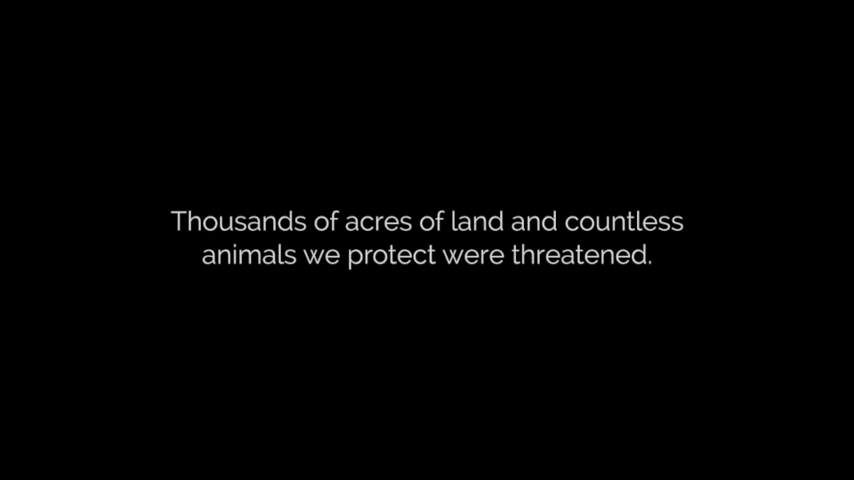 Thousands of acres of land and countless
animals we protect were threatened.